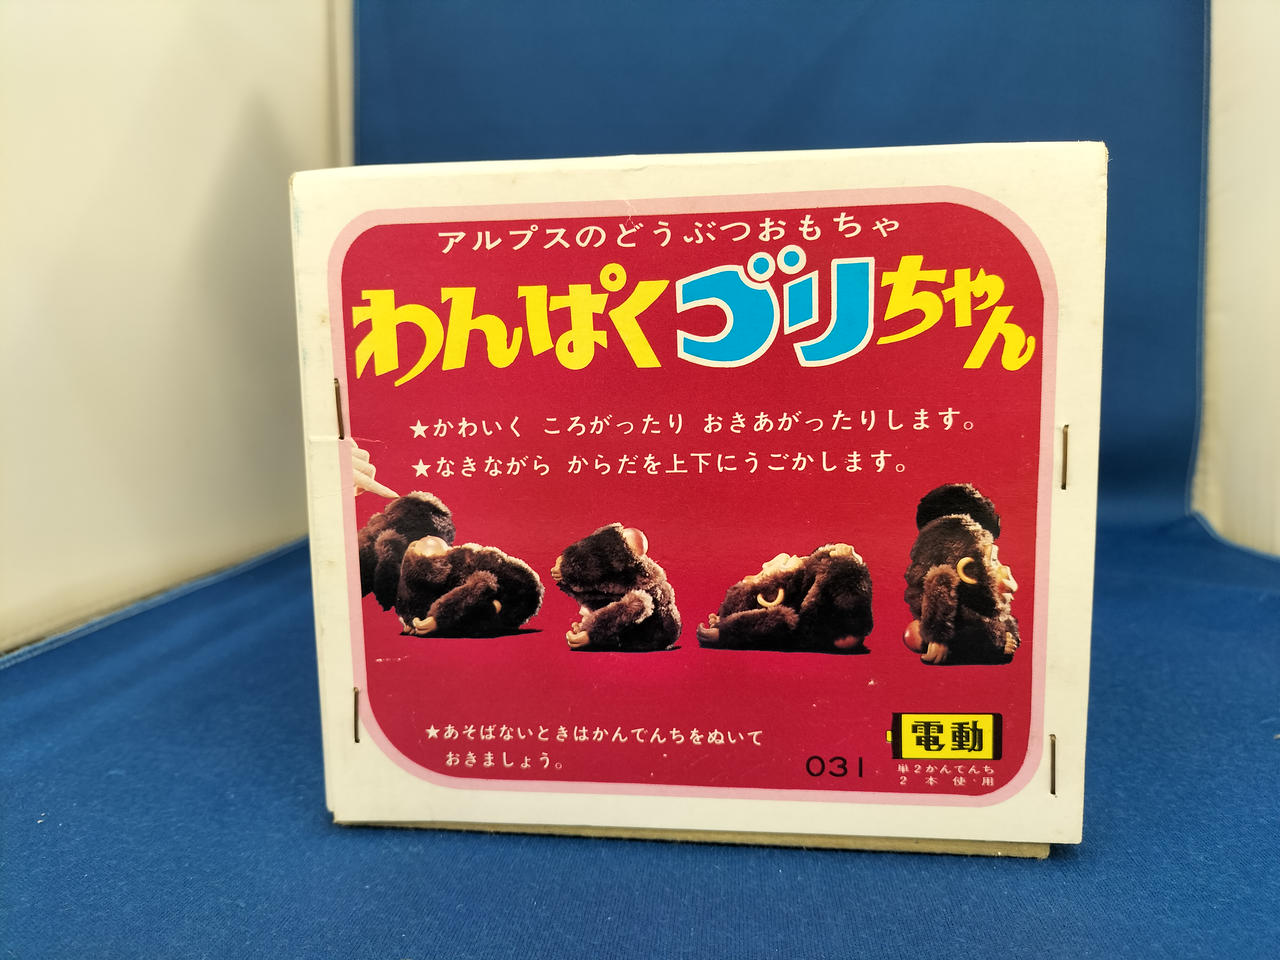 アルプスのどうぶつおもちゃ
わんぱくゴリちゃん
★かわいく ころがったり おきあがったりします。
★なきながら からだを上下にうごかします。
★あそばないときはかんでんちをぬいて
おきましょう。
031
電動
単2かんでんち
2本使用